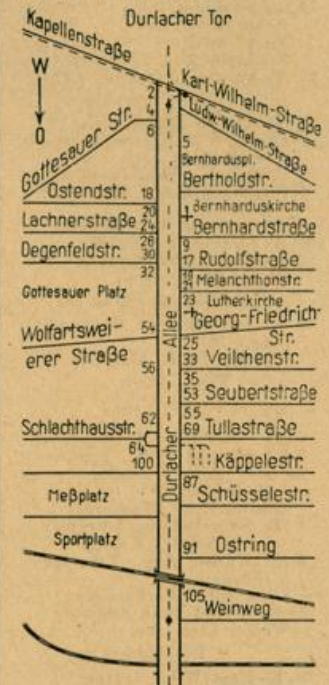 Durlacher Tor
Kapellenstraße
W
O
Karl-Wilhelm-Straße
Ludw.-Wilhelm-Straße
2
4
6
Gottesauer Str.
5
Bernharduspl.
Bertholdstr.
Ostendstr. 18
Bernharduskirche
Lachnerstraße 20
24
Bernhardstraße
Degenfeldstr. 26
30
9
17 Rudolfstraße
32
19
21 Melanchthonstr.
Gottesauer Platz
23 Lutherkirche
Georg-Friedrich-
Str.
Wolfartswei- 54
erer Straße
25
33 Veilchenstr.
56
35
53 Seubertstraße
Schlachthausstr. 62
55
69 Tullastraße
64
100
Käppelestr.
Durlacher Allee
Meßplatz
87 Schüsselestr.
Sportplatz
91 Ostring
105 Weinweg